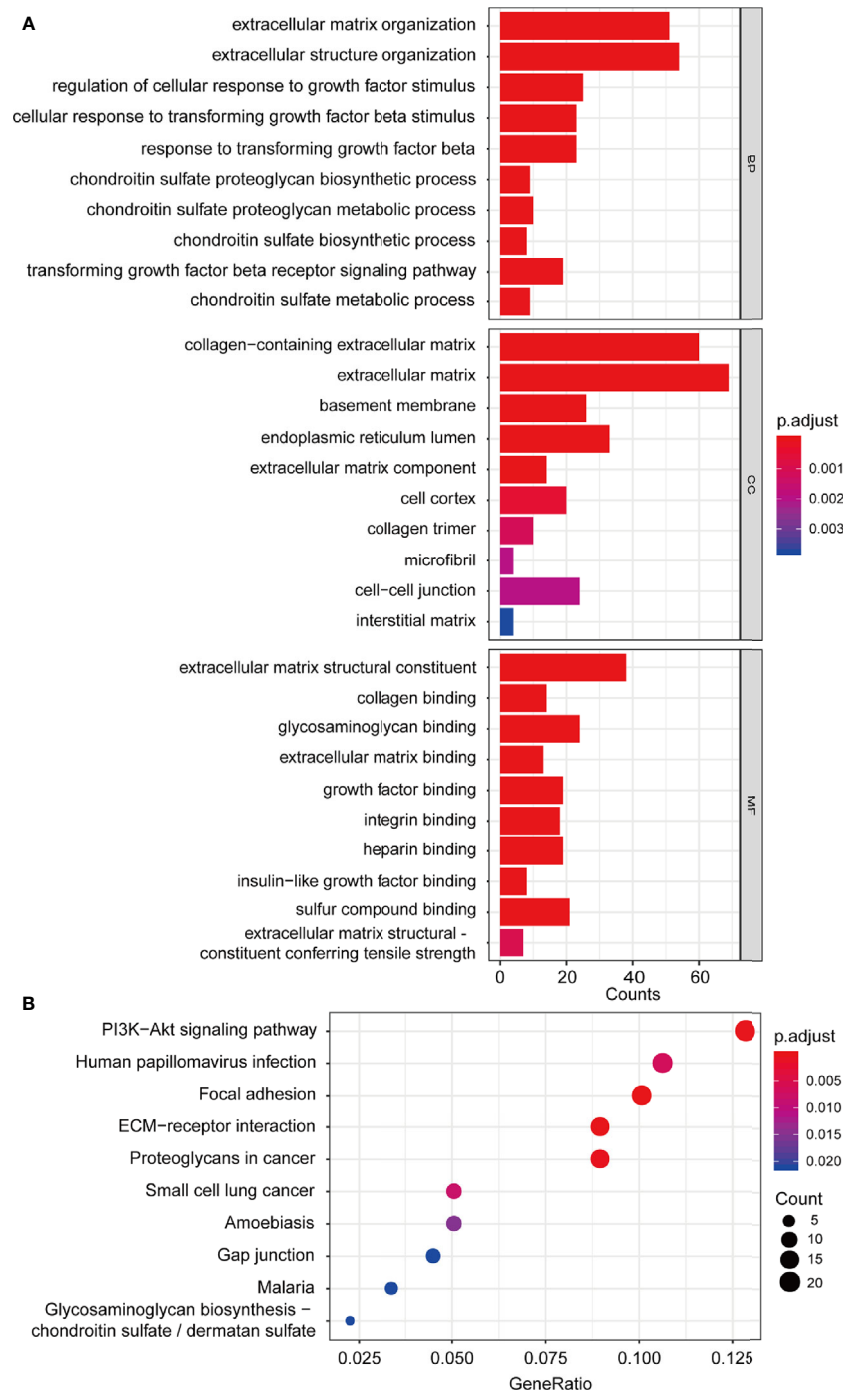 A
extracellular matrix organization
extracellular structure organization
regulation of cellular response to growth factor stimulus
cellular response to transforming growth factor beta stimulus
response to transforming growth factor beta
chondroitin sulfate proteoglycan biosynthetic process
chondroitin sulfate proteoglycan metabolic process
chondroitin sulfate biosynthetic process
transforming growth factor beta receptor signaling pathway
chondroitin sulfate metabolic process
BP
collagen−containing extracellular matrix
extracellular matrix
basement membrane
endoplasmic reticulum lumen
extracellular matrix component
cell cortex
collagen trimer
microfibril
cell−cell junction
interstitial matrix
CC
p.adjust
0.001
0.002
0.003
extracellular matrix structural constituent
collagen binding
glycosaminoglycan binding
extracellular matrix binding
growth factor binding
integrin binding
heparin binding
insulin−like growth factor binding
sulfur compound binding
extracellular matrix structural -
constituent conferring tensile strength
MF
0 20 40 60
Counts
B
PI3K−Akt signaling pathway
Human papillomavirus infection
Focal adhesion
ECM−receptor interaction
Proteoglycans in cancer
Small cell lung cancer
Amoebiasis
Gap junction
Malaria
Glycosaminoglycan biosynthesis −
chondroitin sulfate / dermatan sulfate
0.025 0.050 0.075 0.100 0.125
GeneRatio
p.adjust
0.005
0.010
0.015
0.020
Count
5
10
15
20